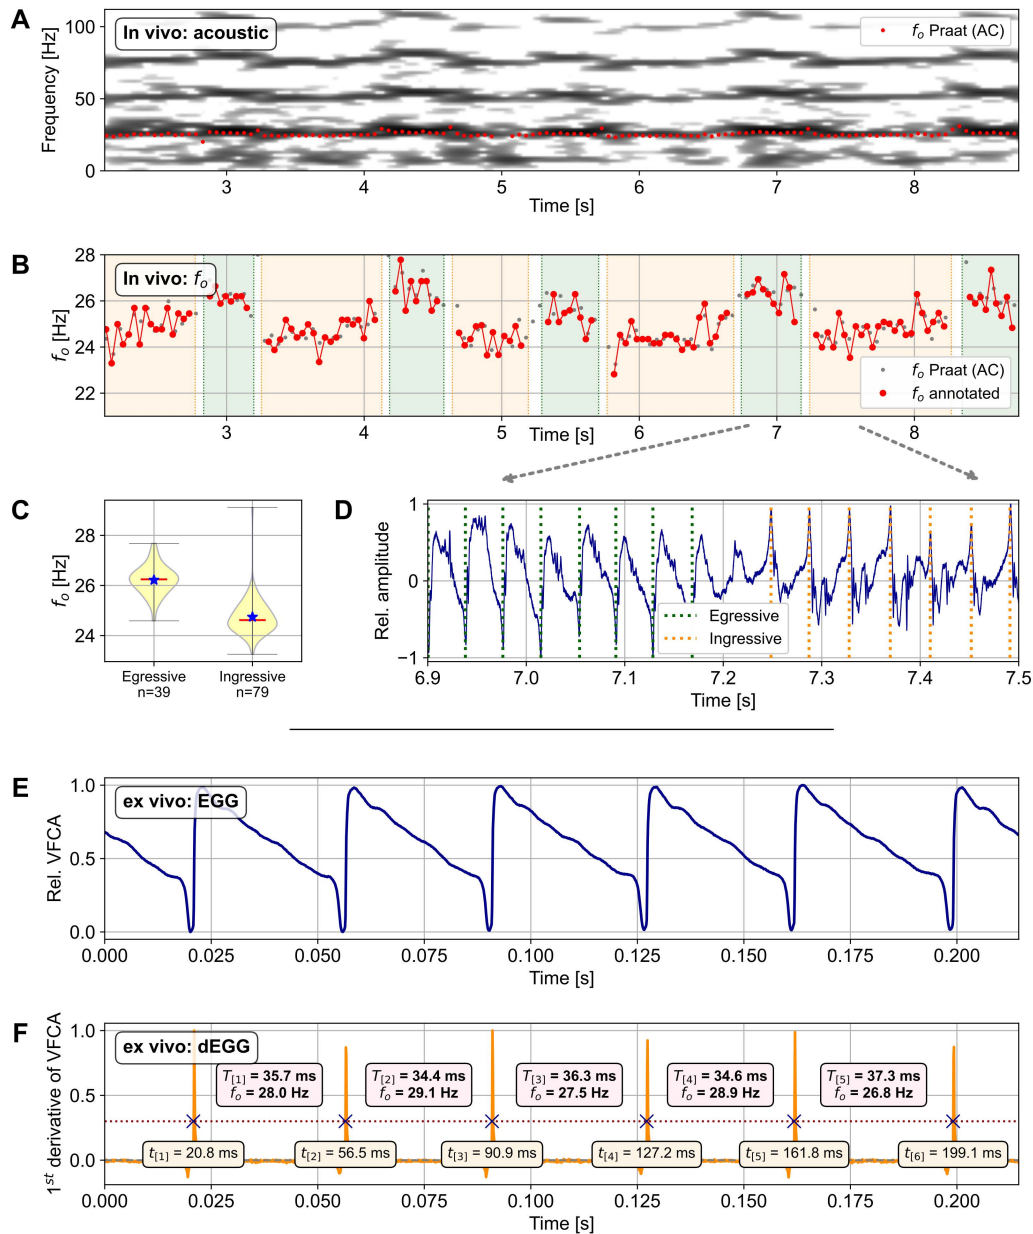 A
In vivo: acoustic
fo Praat (AC)
Frequency [Hz]
100
50
0
3 4 5 6 7 8
Time [s]
B
In vivo: fo
fo [Hz]
28
26
24
22
fo Praat (AC)
fo annotated
3 4 5 6 7 8
Time [s]
C
fo [Hz]
28
26
24
Egressive
n=39
Ingressive
n=79
D
Rel. amplitude
1
0
−1
Egressive
Ingressive
6.9 7.0 7.1 7.2 7.3 7.4 7.5
Time [s]
E
ex vivo: EGG
Rel. VFCA
1.0
0.5
0.0
0.000 0.025 0.050 0.075 0.100 0.125 0.150 0.175 0.200
Time [s]
F
ex vivo: dEGG
1st derivative of VFCA
1.0
0.5
0.0
T[1] = 35.7 ms
fo = 28.0 Hz
T[2] = 34.4 ms
fo = 29.1 Hz
T[3] = 36.3 ms
fo = 27.5 Hz
T[4] = 34.6 ms
fo = 28.9 Hz
T[5] = 37.3 ms
fo = 26.8 Hz
t[1] = 20.8 ms
t[2] = 56.5 ms
t[3] = 90.9 ms
t[4] = 127.2 ms
t[5] = 161.8 ms
t[6] = 199.1 ms
0.000 0.025 0.050 0.075 0.100 0.125 0.150 0.175 0.200
Time [s]